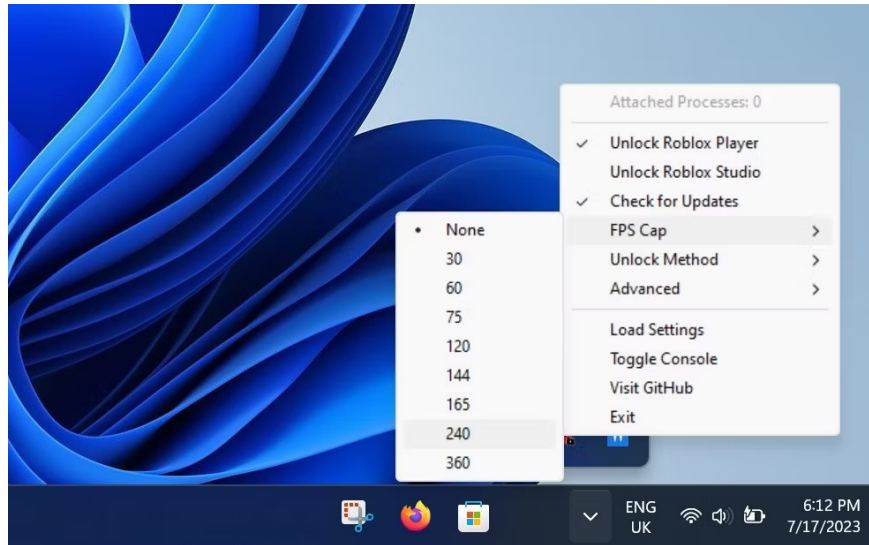 Attached Processes: 0
Unlock Roblox Player
Unlock Roblox Studio
Check for Updates
FPS Cap
Unlock Method
Advanced
Load Settings
Toggle Console
Visit GitHub
Exit
None
30
60
75
120
144
165
240
360
ENG
UK
6:12 PM
7/17/2023